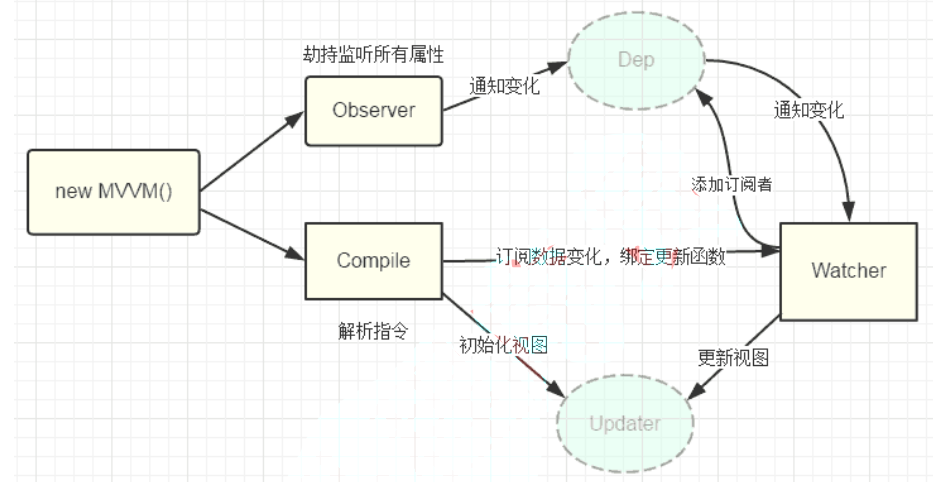 劫持监听所有属性
Dep
Observer
通知变化
通知变化
new MVVM()
添加订阅者
Compile
订阅数据变化，绑定更新函数
Watcher
解析指令
初始化视图
更新视图
Updater